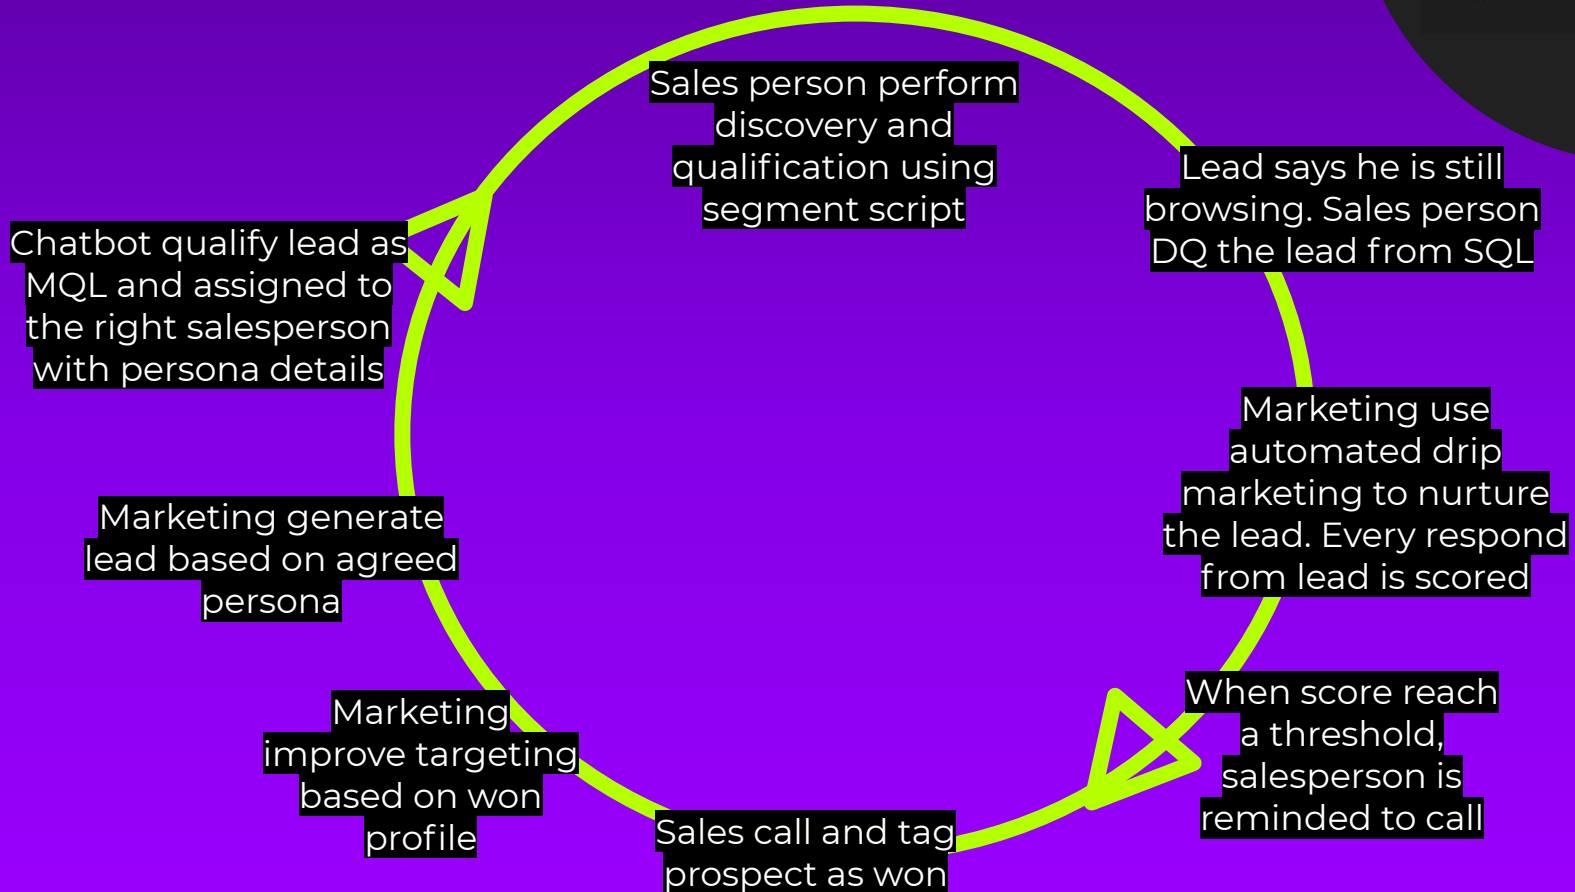 Sales person perform
discovery and
qualification using
segment script
Lead says he is still
browsing. Sales person
DQ the lead from SQL
Marketing use
automated drip
marketing to nurture
the lead. Every respond
from lead is scored
When score reach
a threshold,
salesperson is
reminded to call
Sales call and tag
prospect as won
Marketing
improve targeting
based on won
profile
Marketing generate
lead based on agreed
persona
Chatbot qualify lead as
MQL and assigned to
the right salesperson
with persona details